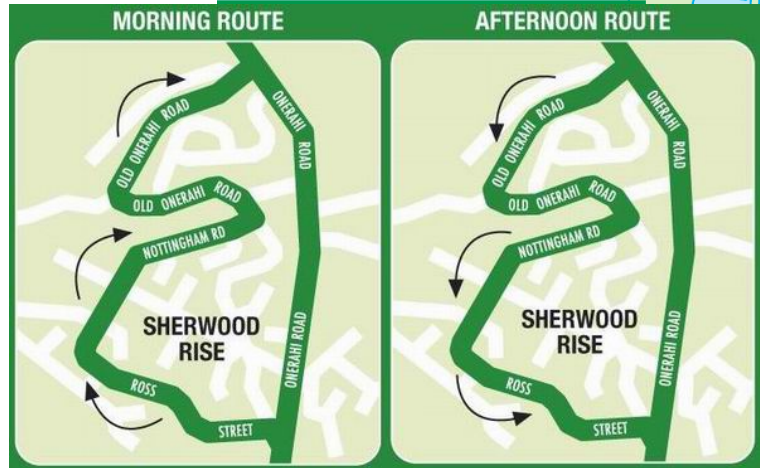 MORNING ROUTE
OLD ONERAHI ROAD
ONERAHI ROAD
OLD ONERAHI ROAD
NOTTINGHAM RD
SHERWOOD
RISE
ONERAHI ROAD
ROSS STREET
AFTERNOON ROUTE
OLD ONERAHI ROAD
ONERAHI ROAD
OLD ONERAHI ROAD
NOTTINGHAM RD
SHERWOOD
RISE
ONERAHI ROAD
ROSS STREET